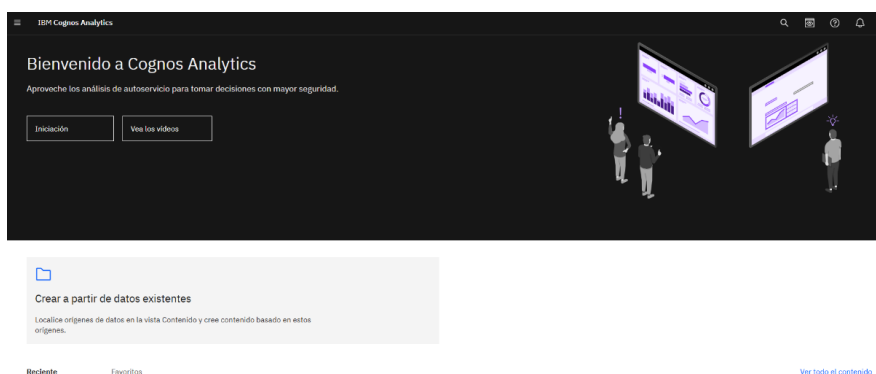 IBM Cognos Analytics
Bienvenido a Cognos Analytics
Aproveche los análisis de autoservicio para tomar decisiones con mayor seguridad.
Iniciación
Vea los vídeos
Crear a partir de datos existentes
Localice orígenes de datos en la vista Contenido y cree contenido basado en estos
orígenes.
Reciente
Favoritos
Ver todo el contenido